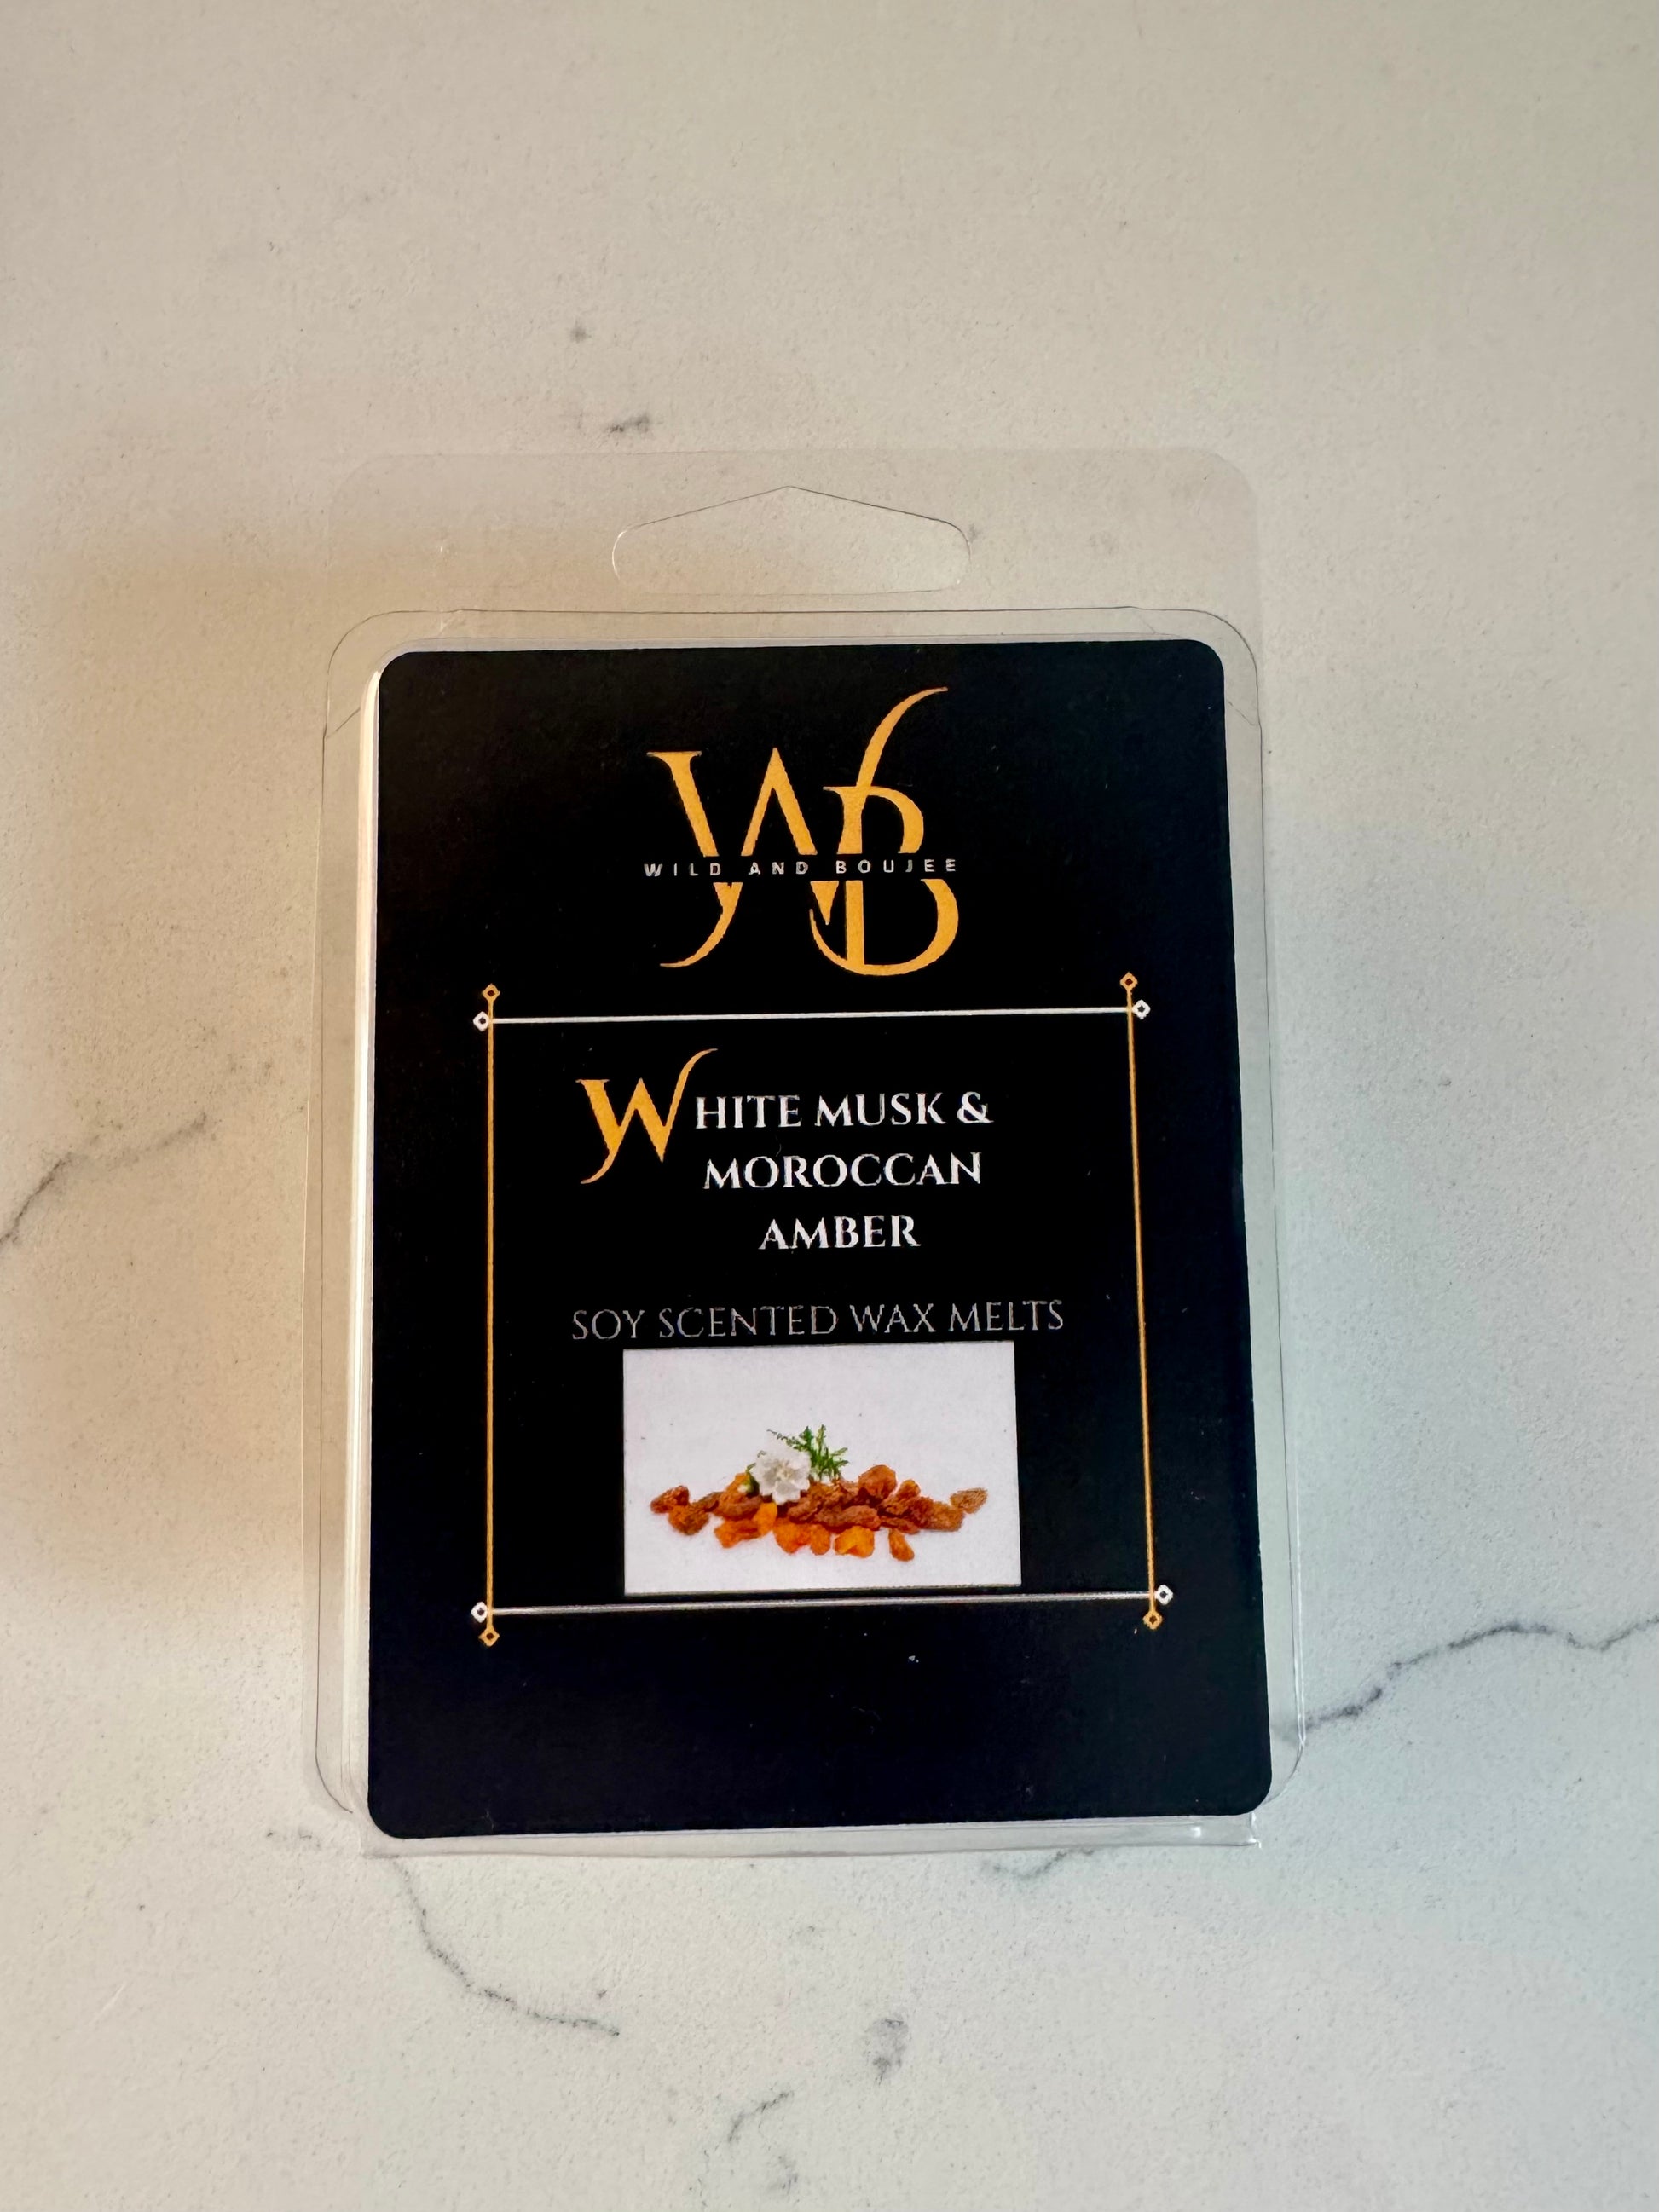 WB
WILD AND BOUJEE
WHITE MUSK &
MOROCCAN
AMBER
SOY SCENTED WAX MELTS